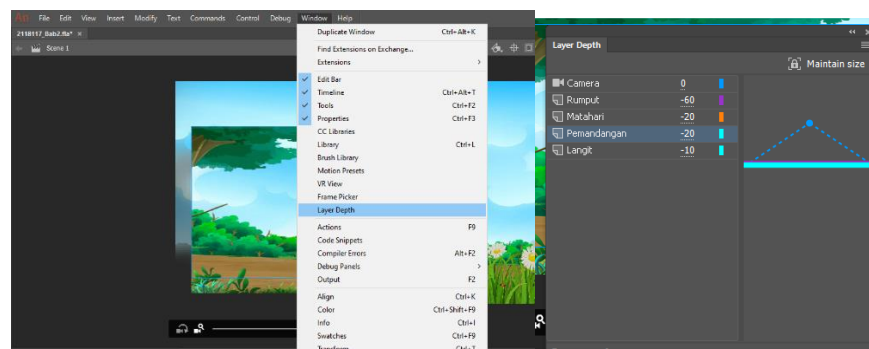 An File Edit View Insert Modify Text Commands Control Debug Window Help
2118117_Bab2.fla* ×
Scene 1
Duplicate Window Ctrl+Alt+K
Find Extensions on Exchange...
Extensions
Edit Bar
Timeline Ctrl+Alt+T
Tools Ctrl+F2
Properties Ctrl+F3
CC Libraries
Library Ctrl+L
Brush Library
Motion Presets
VR View
Frame Picker
Layer Depth
Actions F9
Code Snippets
Compiler Errors Alt+F2
Debug Panels
Output F2
Align Ctrl+K
Color Ctrl+Shift+F9
Info Ctrl+I
Swatches Ctrl+F9
Transform Ctrl+T
Layer Depth
Maintain size
Camera 0
Rumput -60
Matahari -20
Pemandangan -20
Langit -10